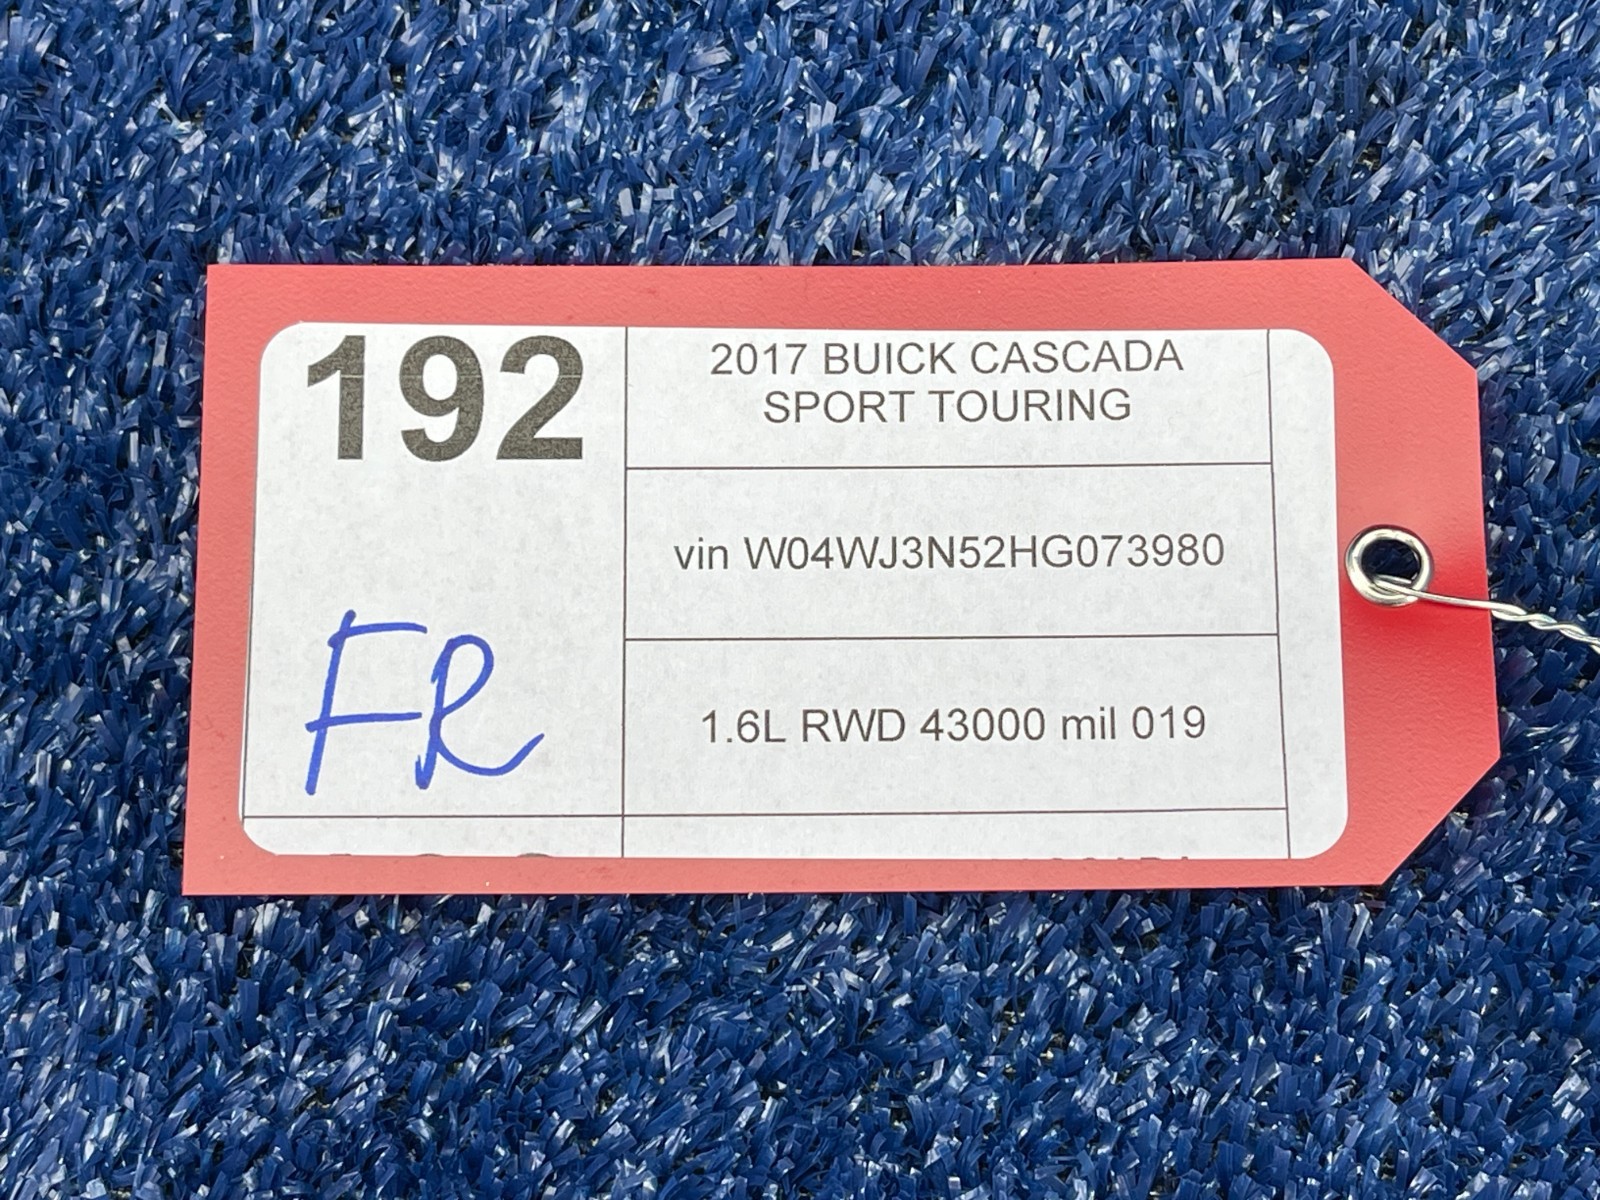 192
FR
2017 BUICK CASCADA
SPORT TOURING
vin W04WJ3N52HG073980
1.6L RWD 43000 mil 019